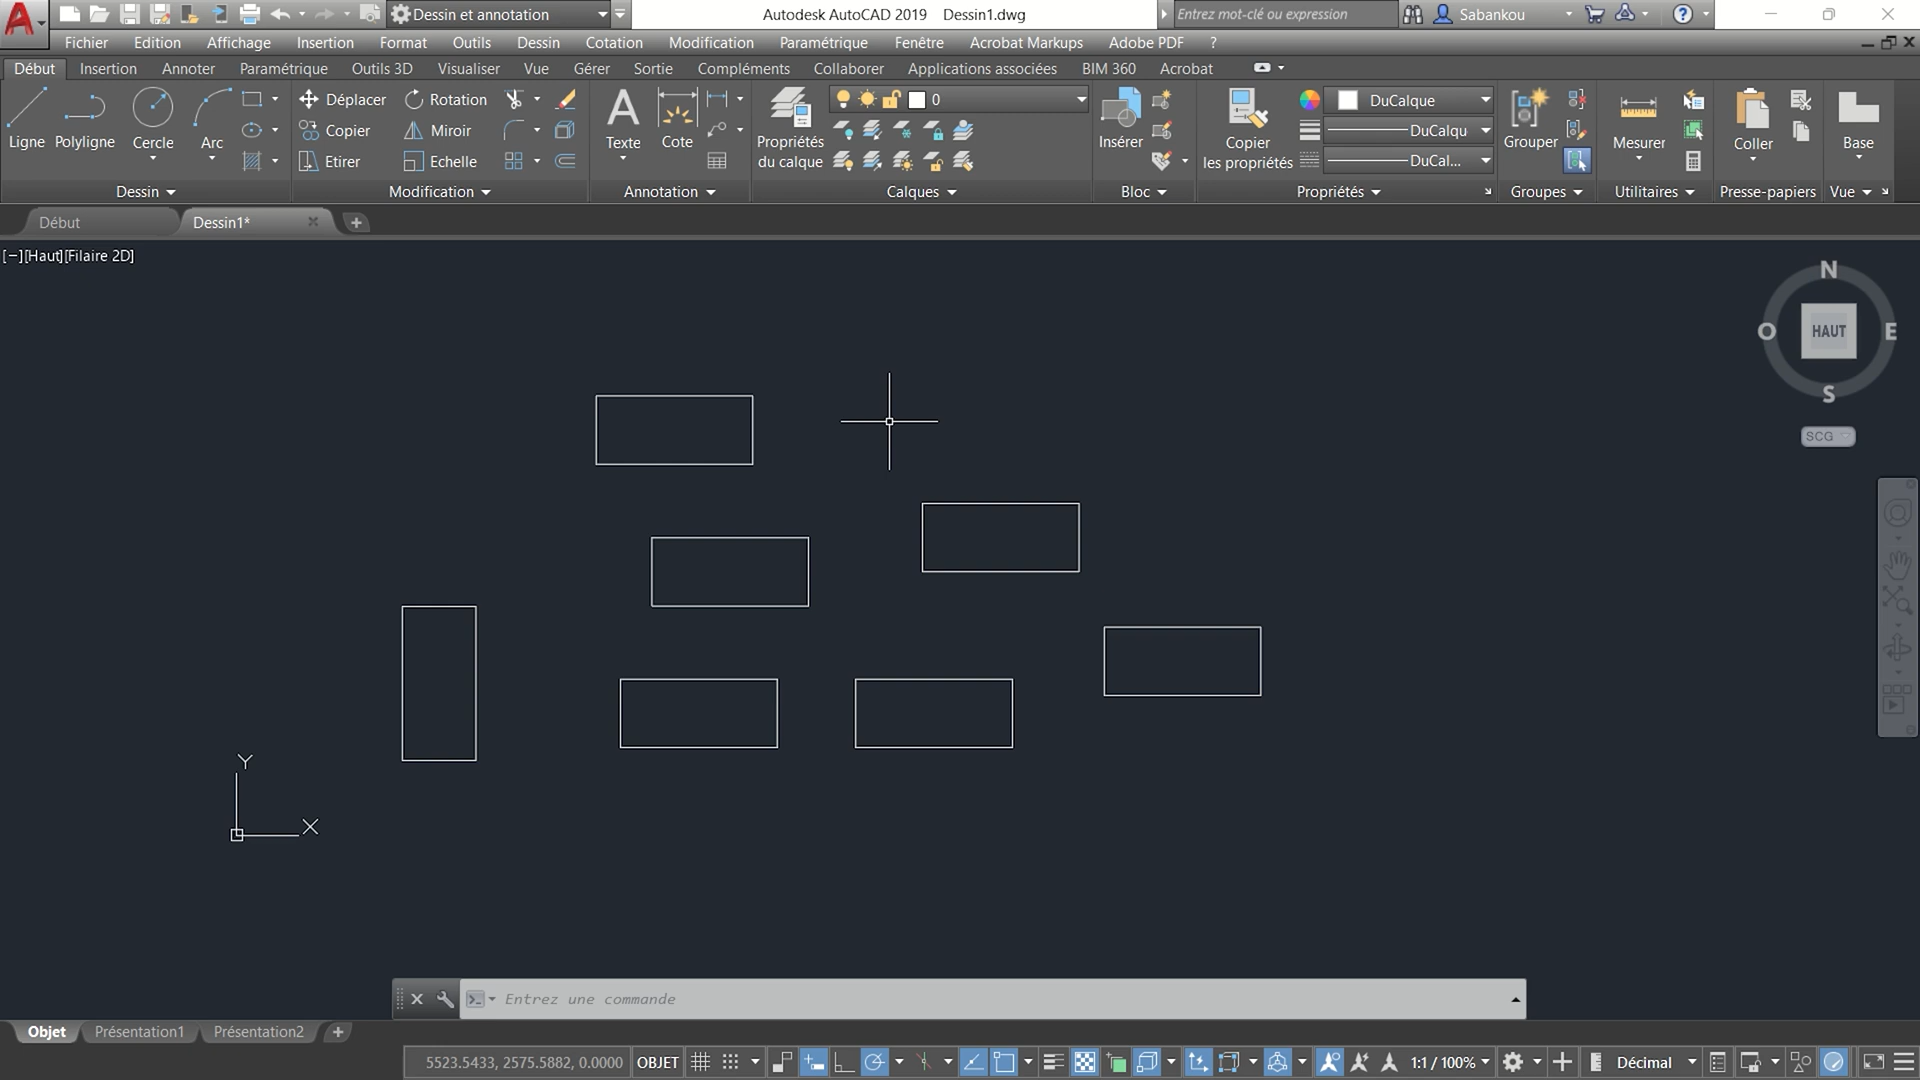 Dessin et annotation
Autodesk AutoCAD 2019 Dessin1.dwg
Entrez mot-clé ou expression
Sabankou
Fichier Edition Affichage Insertion Format Outils Dessin Cotation Modification Paramétrique Fenêtre Acrobat Markups Adobe PDF ?
Début Insertion Annoter Paramétrique Outils 3D Visualiser Vue Gérer Sortie Compléments Collaborer Applications associées BIM 360 Acrobat
Ligne Polyligne Cercle Arc
Déplacer Rotation
Copier Miroir
Etirer Echelle
Texte Cote
Propriétés
du calque
0
Insérer
Copier
les propriétés
DuCalque
DuCalqu
DuCal...
Grouper
Mesurer
Coller
Base
Dessin Modification Annotation Calques Bloc Propriétés Groupes Utilitaires Presse-papiers Vue
Début Dessin1*
[−][Haut][Filaire 2D]
N
O HAUT E
S
SCG
Y
X
Entrez une commande
Objet Présentation1 Présentation2
5523.5433, 2575.5882, 0.0000 OBJET 1:1 / 100% Décimal